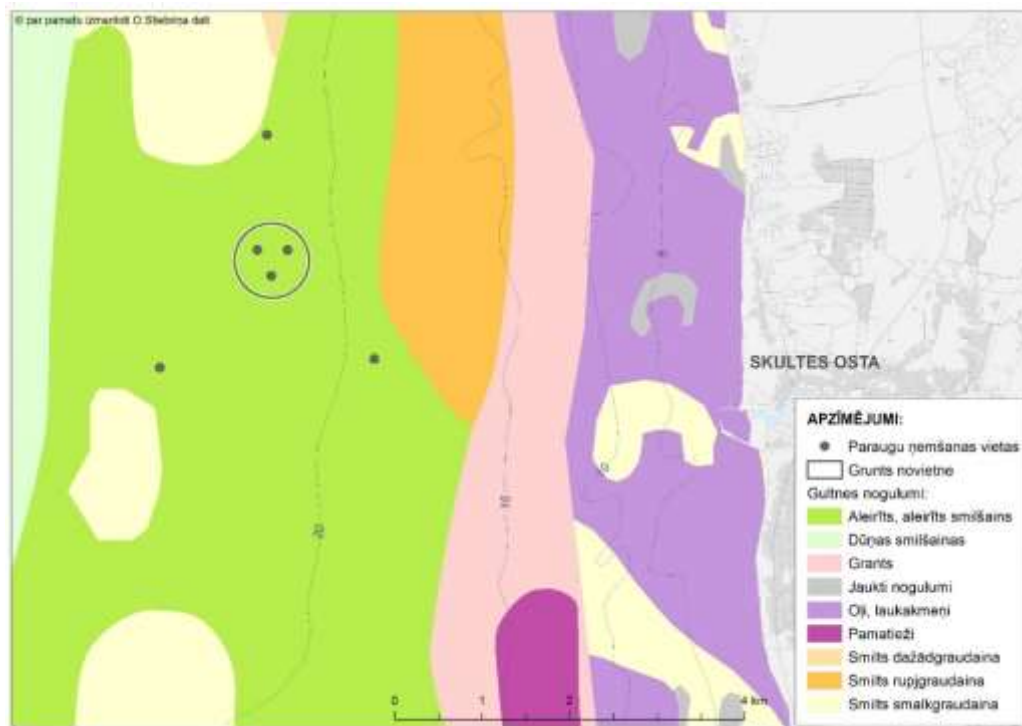 © par pamatu izmantoti O.Stiebriņa dati
SKULTES OSTA
20
10
5
APZĪMĒJUMI:
Paraugu ņemšanas vietas
Grunts novietne
Gultnes nogulumi:
Aleirīts, aleirīts smilšains
Dūņas smilšainas
Grants
Jaukti nogulumi
Oļi, laukakmeņi
Pamatieži
Smilts dažādgraudaina
Smilts rupjgraudaina
Smilts smalkgraudaina
0 1 2 4 km